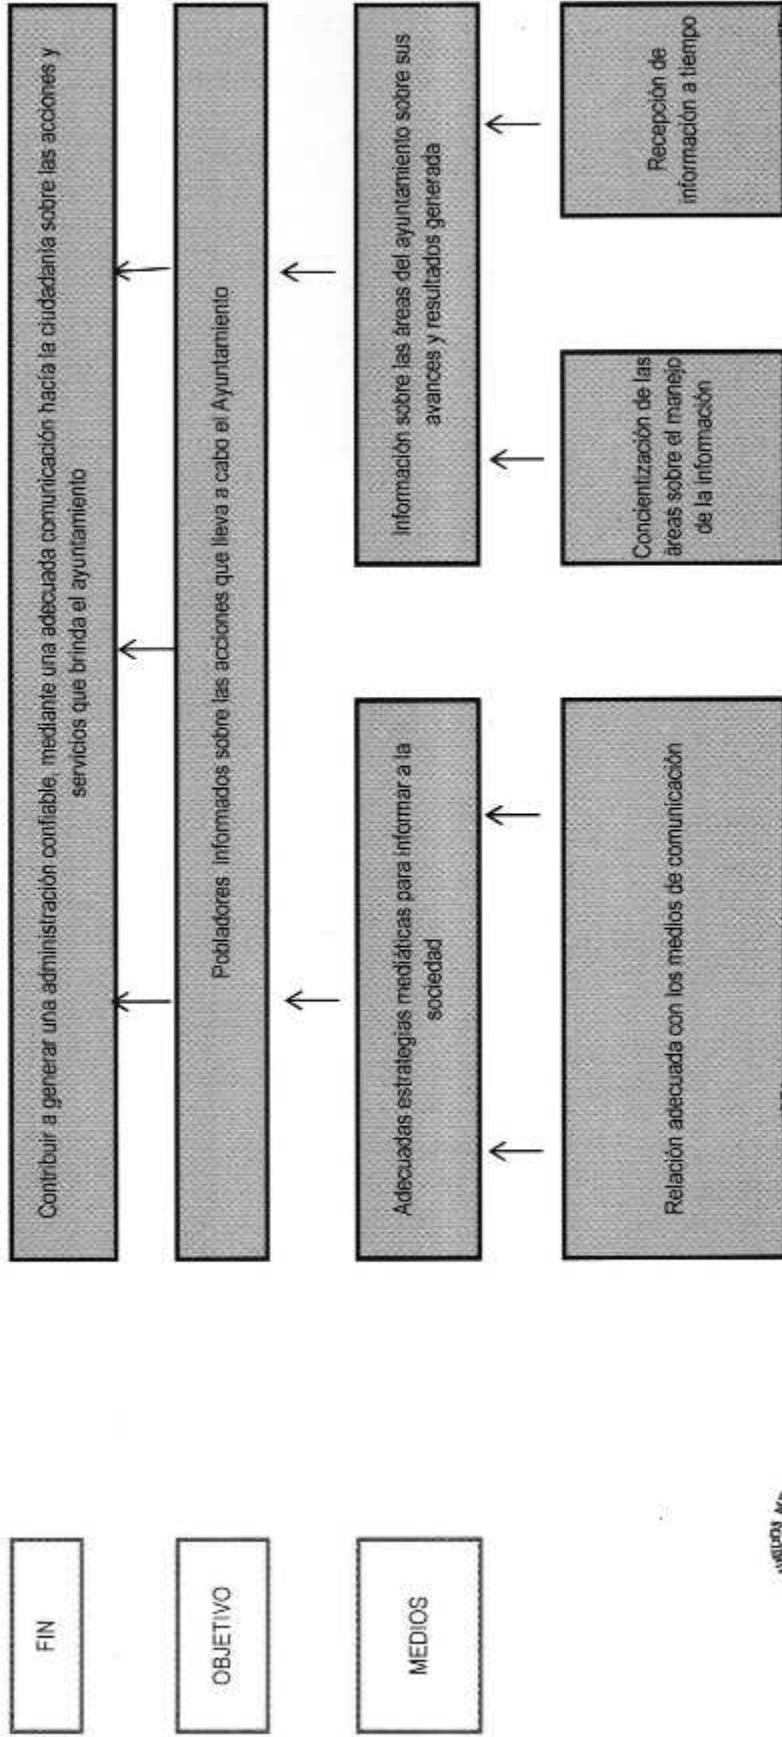 FIN
Contribuir a generar una administración confiable, mediante una adecuada comunicación hacía la ciudadanía sobre las acciones y
servicios que brinda el ayuntamiento
OBJETIVO
Pobladores informados sobre las acciones que lleva a cabo el Ayuntamiento
MEDIOS
Adecuadas estrategias mediáticas para informar a la
sociedad
Información sobre las áreas del ayuntamiento sobre sus
avances y resultados generada
Relación adecuada con los medios de comunicación
Concientización de las
áreas sobre el manejo
de la información
Recepción de
información a tiempo